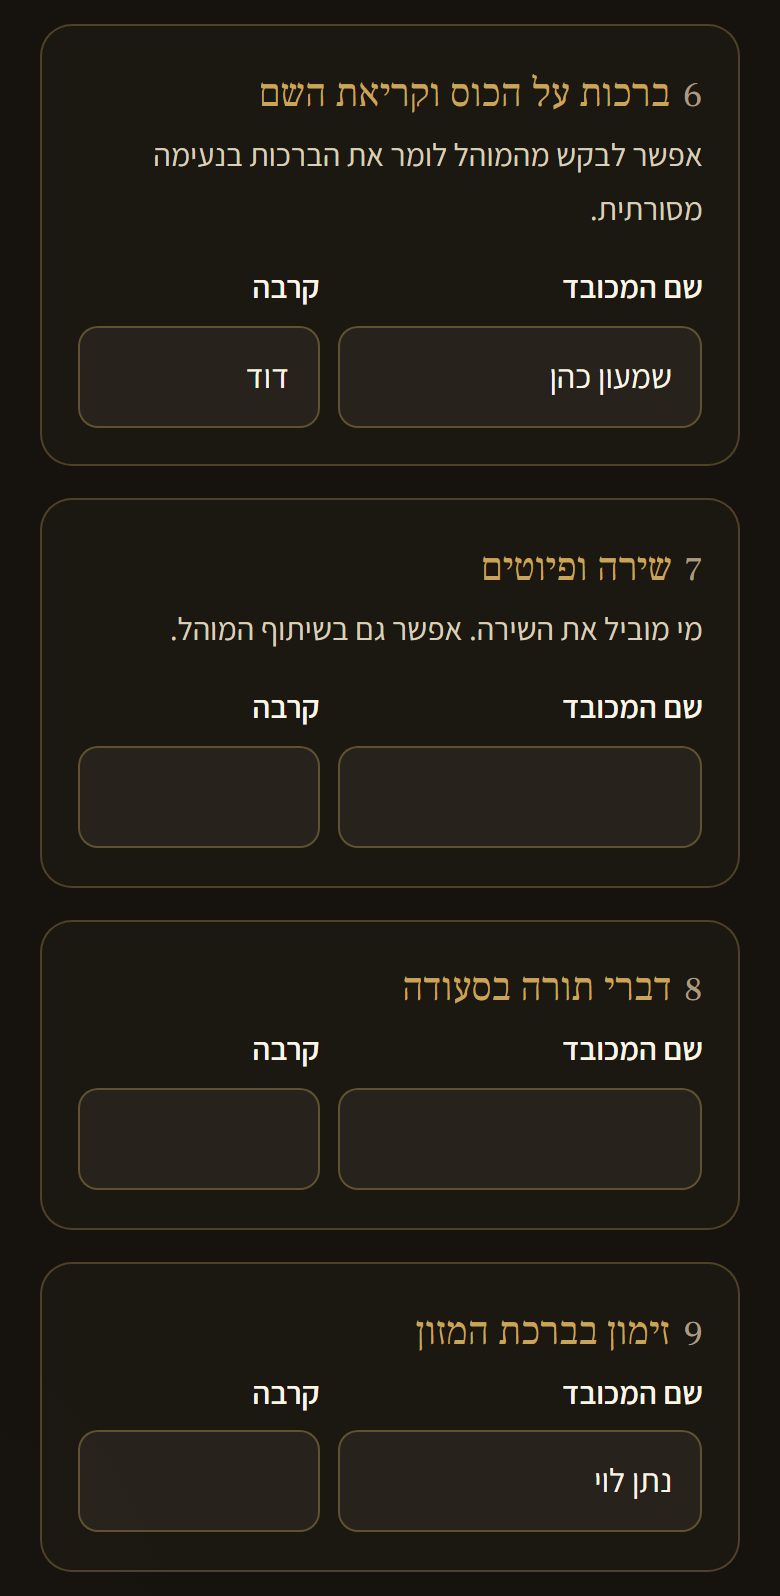 6 ברכות על הכוס וקריאת השם
אפשר לבקש מהמוהל לומר את הברכות בנעימה
מסורתית.
שם המכובד קרבה
שמעון כהן דוד
7 שירה ופיוטים
מי מוביל את השירה. אפשר גם בשיתוף המוהל.
שם המכובד קרבה
8 דברי תורה בסעודה
שם המכובד קרבה
9 זימון בברכת המזון
שם המכובד קרבה
נתן לוי